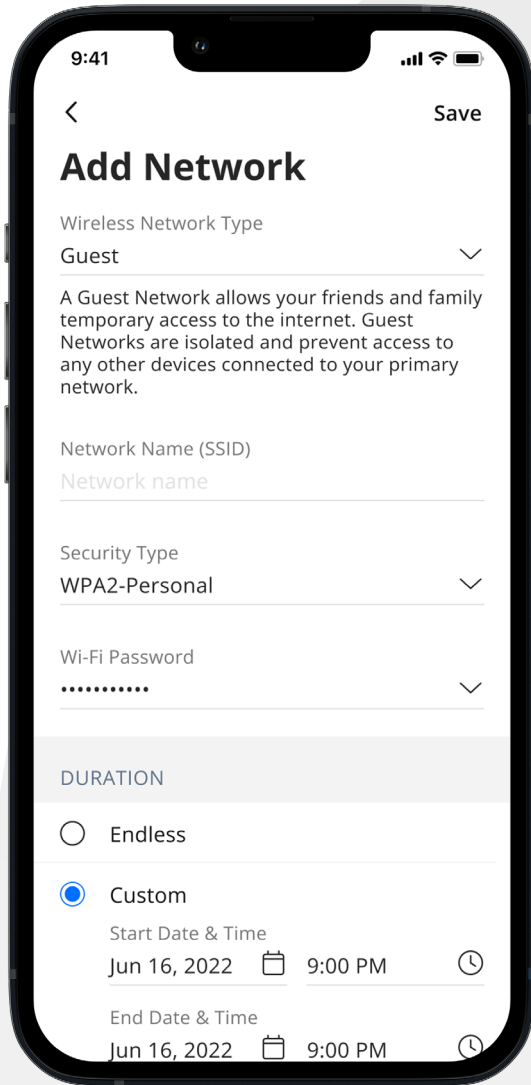 9:41
Save
Add Network
Wireless Network Type
Guest
A Guest Network allows your friends and family
temporary access to the internet. Guest
Networks are isolated and prevent access to
any other devices connected to your primary
network.
Network Name (SSID)
Network name
Security Type
WPA2-Personal
Wi-Fi Password
•••••••••••
DURATION
Endless
Custom
Start Date & Time
Jun 16, 2022 9:00 PM
End Date & Time
Jun 16, 2022 9:00 PM